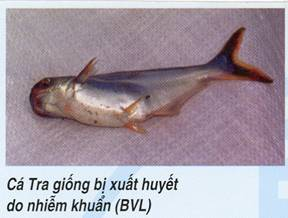 Cá Tra giống bị xuất huyết
do nhiễm khuẩn (BVL)